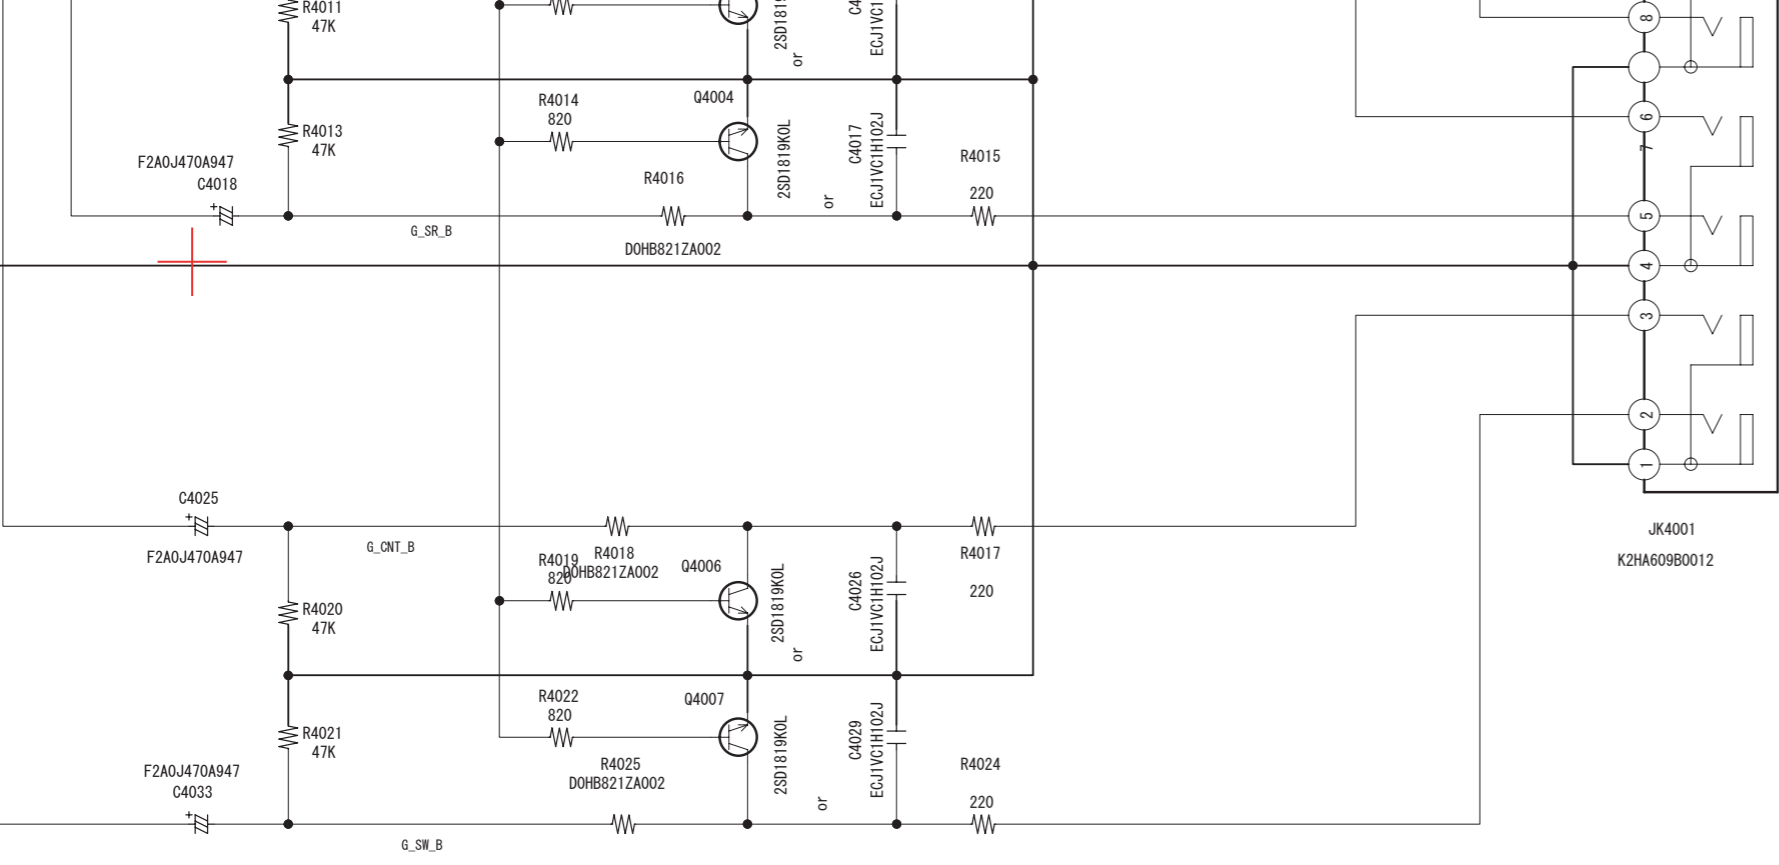 R4011
47K
2SD1819
or
C4
ECJ1VC1
8
R4014
820
Q4004
R4013
47K
F2A0J470A947
C4018
+
R4016
2SD1819K0L
or
C4017
ECJ1VC1H102J
R4015
220
6
7
G_SR_B
D0HB821ZA002
5
4
3
2
1
C4025
+
F2A0J470A947
G_CNT_B
R4019
820
R4018
D0HB821ZA002
Q4006
2SD1819K0L
or
C4026
ECJ1VC1H102J
R4017
220
JK4001
K2HA609B0012
R4020
47K
R4022
820
Q4007
R4021
47K
F2A0J470A947
C4033
+
R4025
D0HB821ZA002
2SD1819K0L
or
C4029
ECJ1VC1H102J
R4024
220
G_SW_B